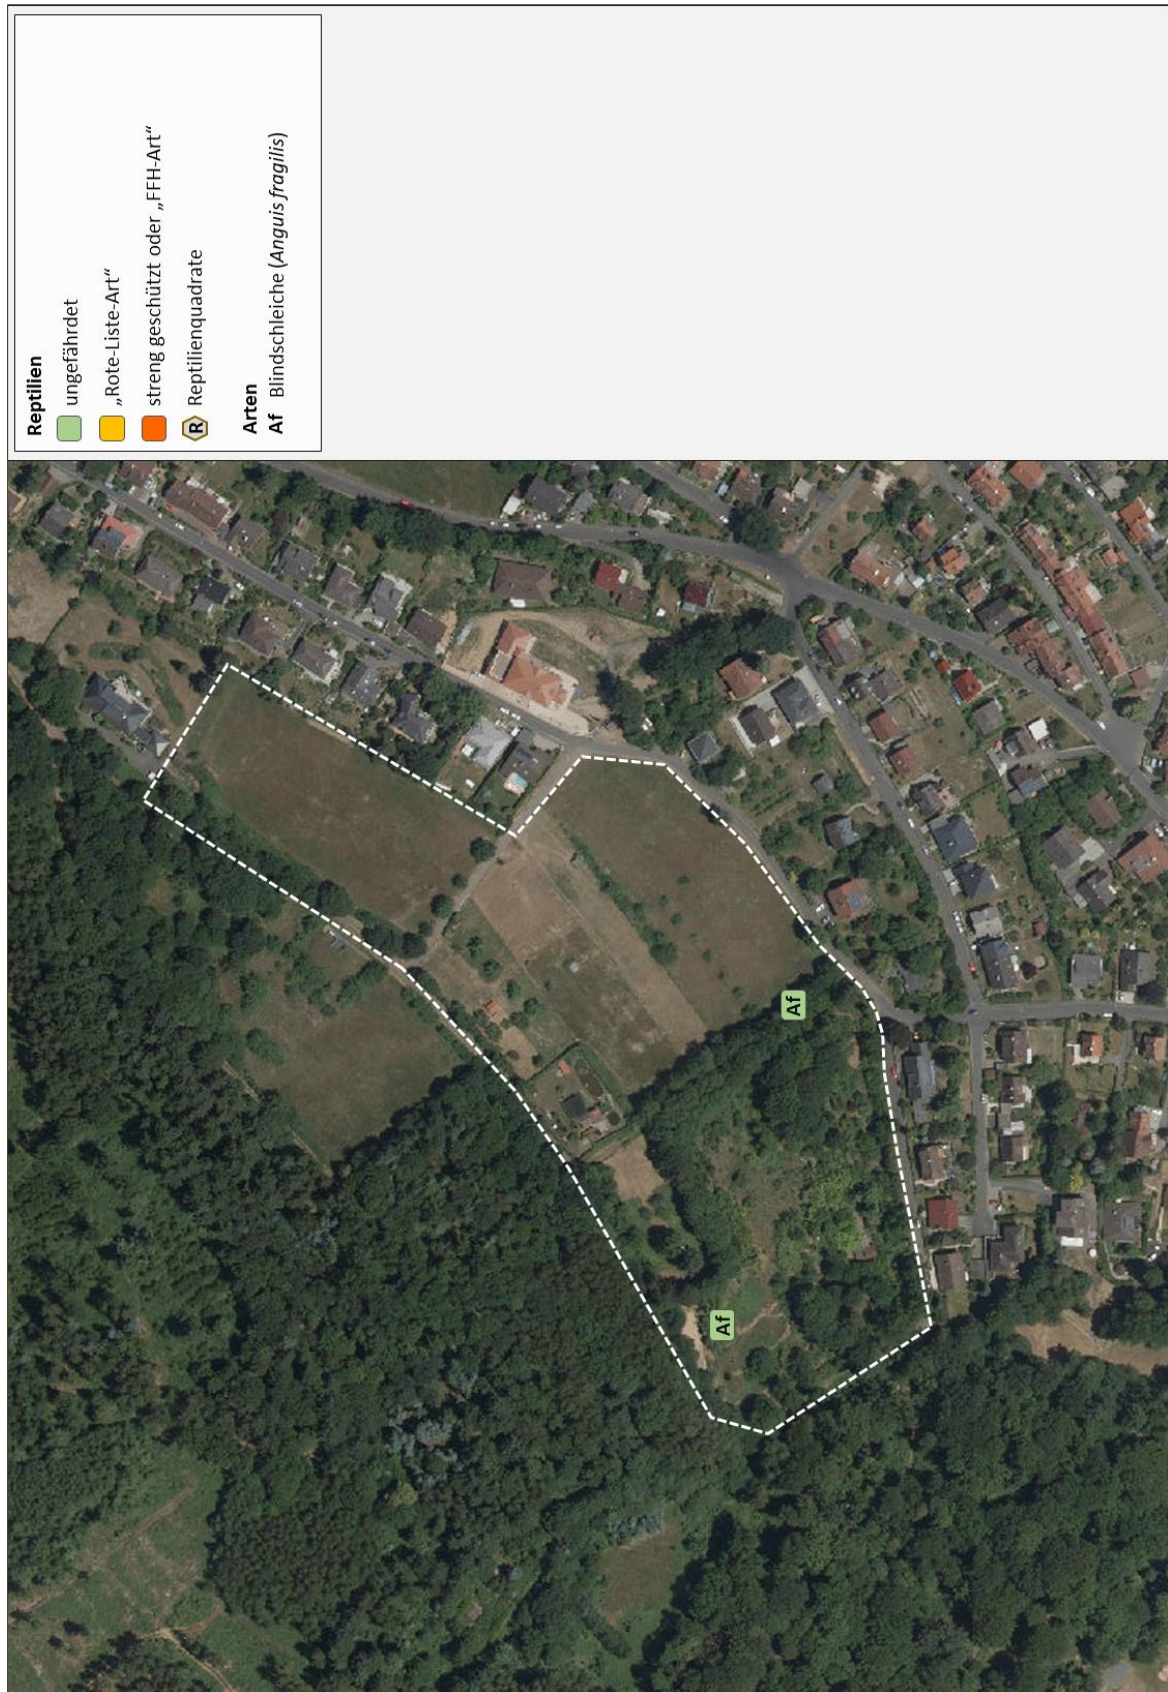 Reptilien
ungefährdet
„Rote-Liste-Art“
streng geschützt oder „FFH-Art“
R Reptilienquadrate
Arten
Af Blindschleiche (Anguis fragilis)
Af
Af